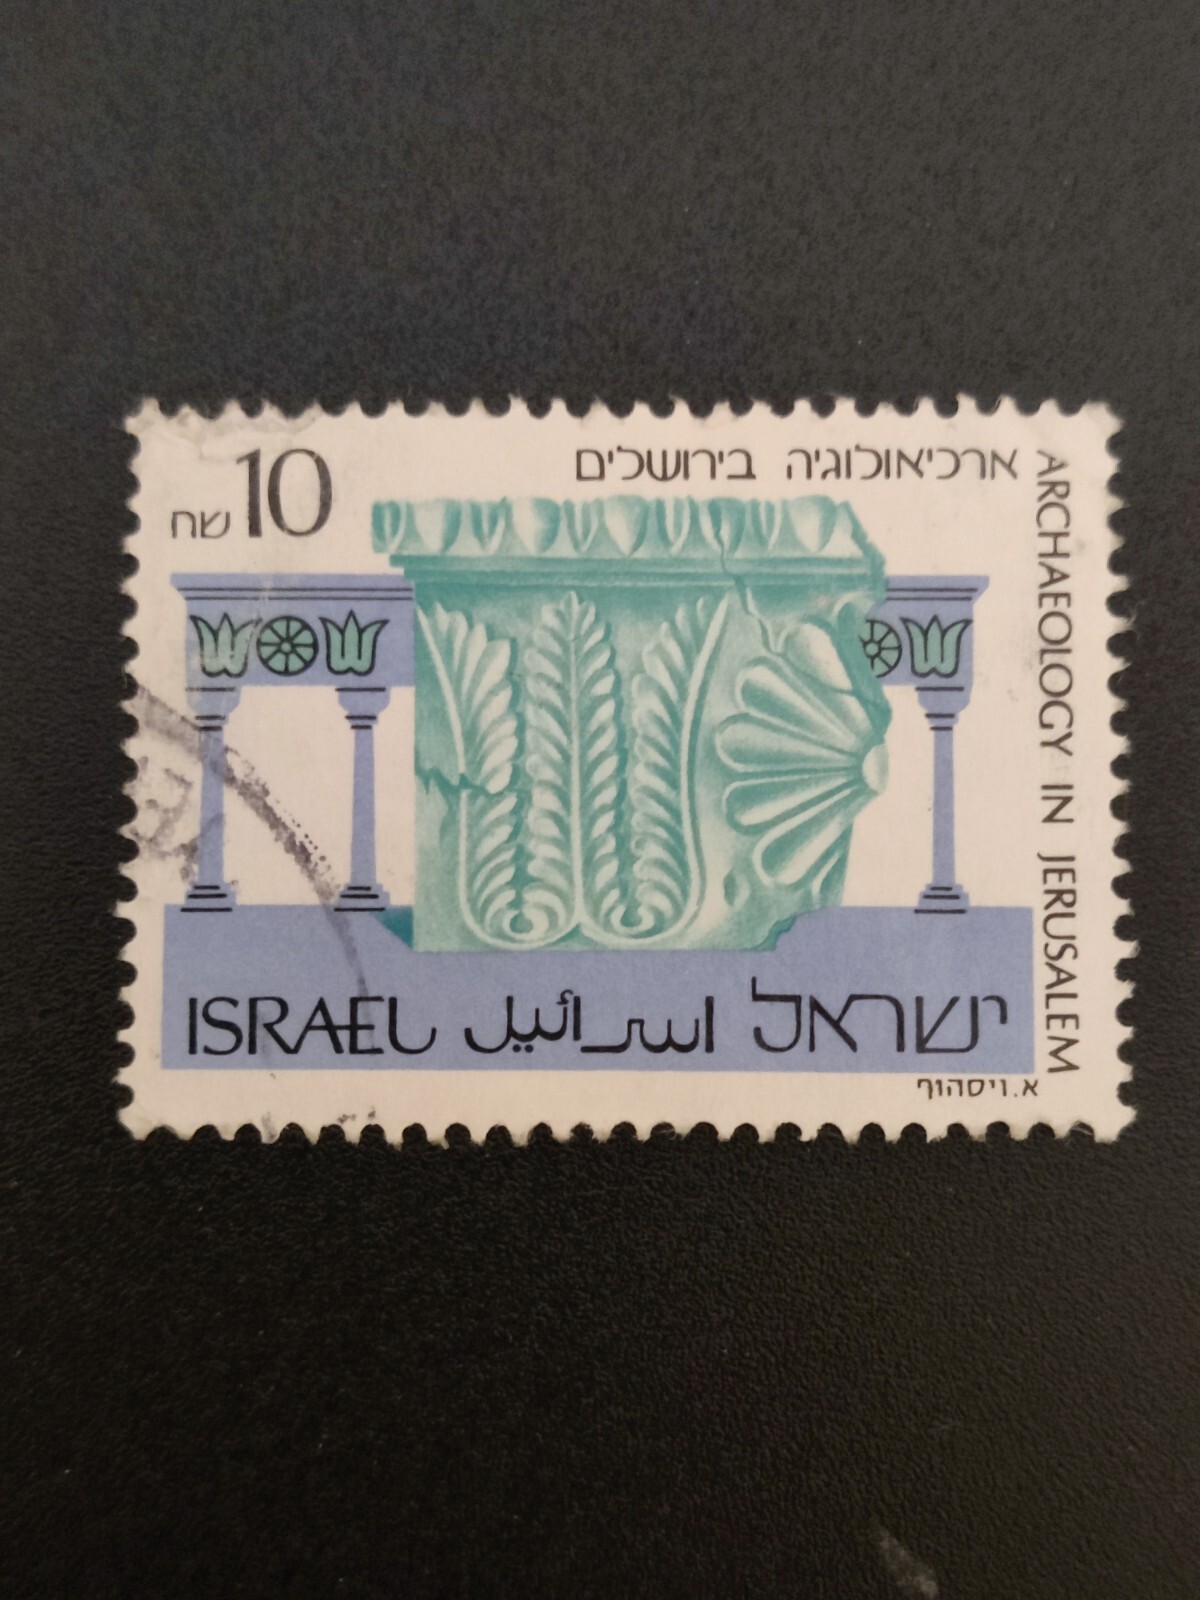 10 שח
ארכיאולוגיה בירושלים
ARCHAEOLOGY IN JERUSALEM
ISRAEL اسرائيل ישראל
א.ויסהוף